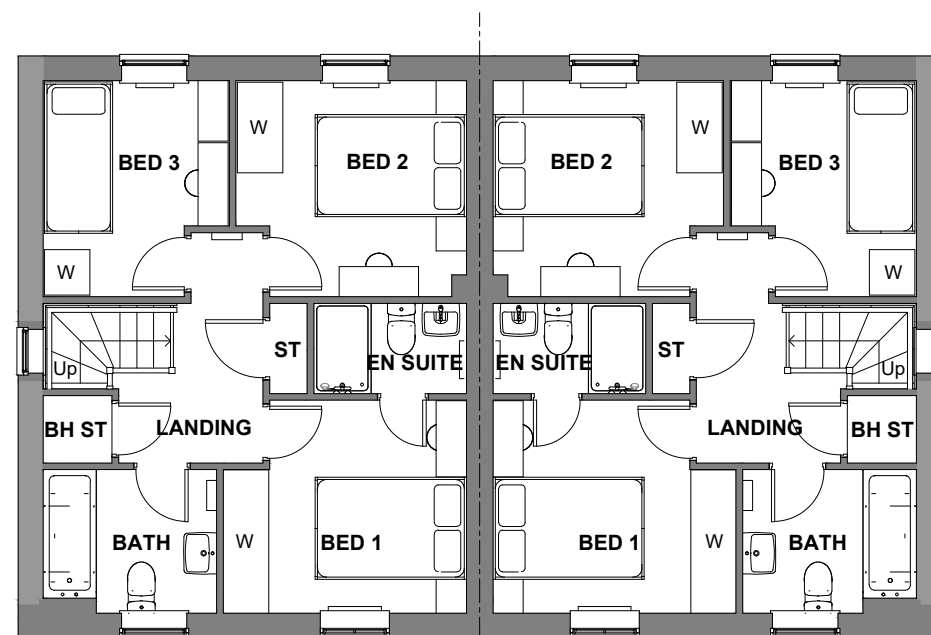 W
W
BED 3
BED 2
BED 2
BED 3
W
W
ST
EN SUITE
EN SUITE
ST
Up
Up
BH ST
LANDING
LANDING
BH ST
BATH
W
BED 1
BED 1
W
BATH